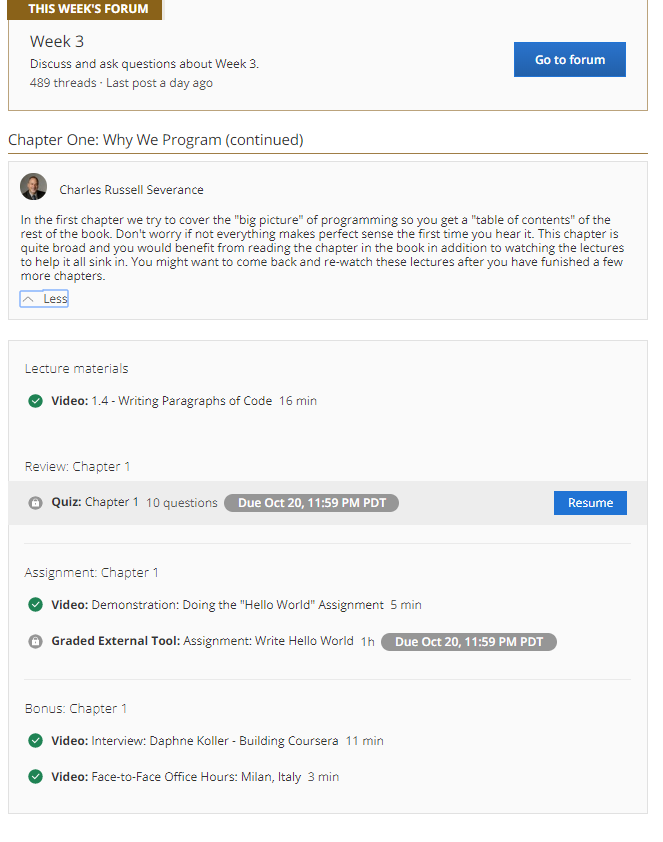 THIS WEEK'S FORUM
Week 3
Discuss and ask questions about Week 3.
489 threads · Last post a day ago
Go to forum
Chapter One: Why We Program (continued)
Charles Russell Severance
In the first chapter we try to cover the "big picture" of programming so you get a "table of contents" of the
rest of the book. Don't worry if not everything makes perfect sense the first time you hear it. This chapter is
quite broad and you would benefit from reading the chapter in the book in addition to watching the lectures
to help it all sink in. You might want to come back and re-watch these lectures after you have funished a few
more chapters.
Less
Lecture materials
Video: 1.4 - Writing Paragraphs of Code 16 min
Review: Chapter 1
Quiz: Chapter 1 10 questions Due Oct 20, 11:59 PM PDT Resume
Assignment: Chapter 1
Video: Demonstration: Doing the "Hello World" Assignment 5 min
Graded External Tool: Assignment: Write Hello World 1h Due Oct 20, 11:59 PM PDT
Bonus: Chapter 1
Video: Interview: Daphne Koller - Building Coursera 11 min
Video: Face-to-Face Office Hours: Milan, Italy 3 min